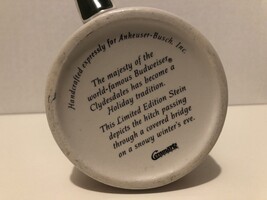 Handcrafted expressly for Anheuser-Busch, Inc.
The majesty of the
world-famous Budweiser®
Clydesdales has become a
Holiday tradition.
This Limited Edition Stein
depicts the hitch passing
through a covered bridge
on a snowy winter's eve.